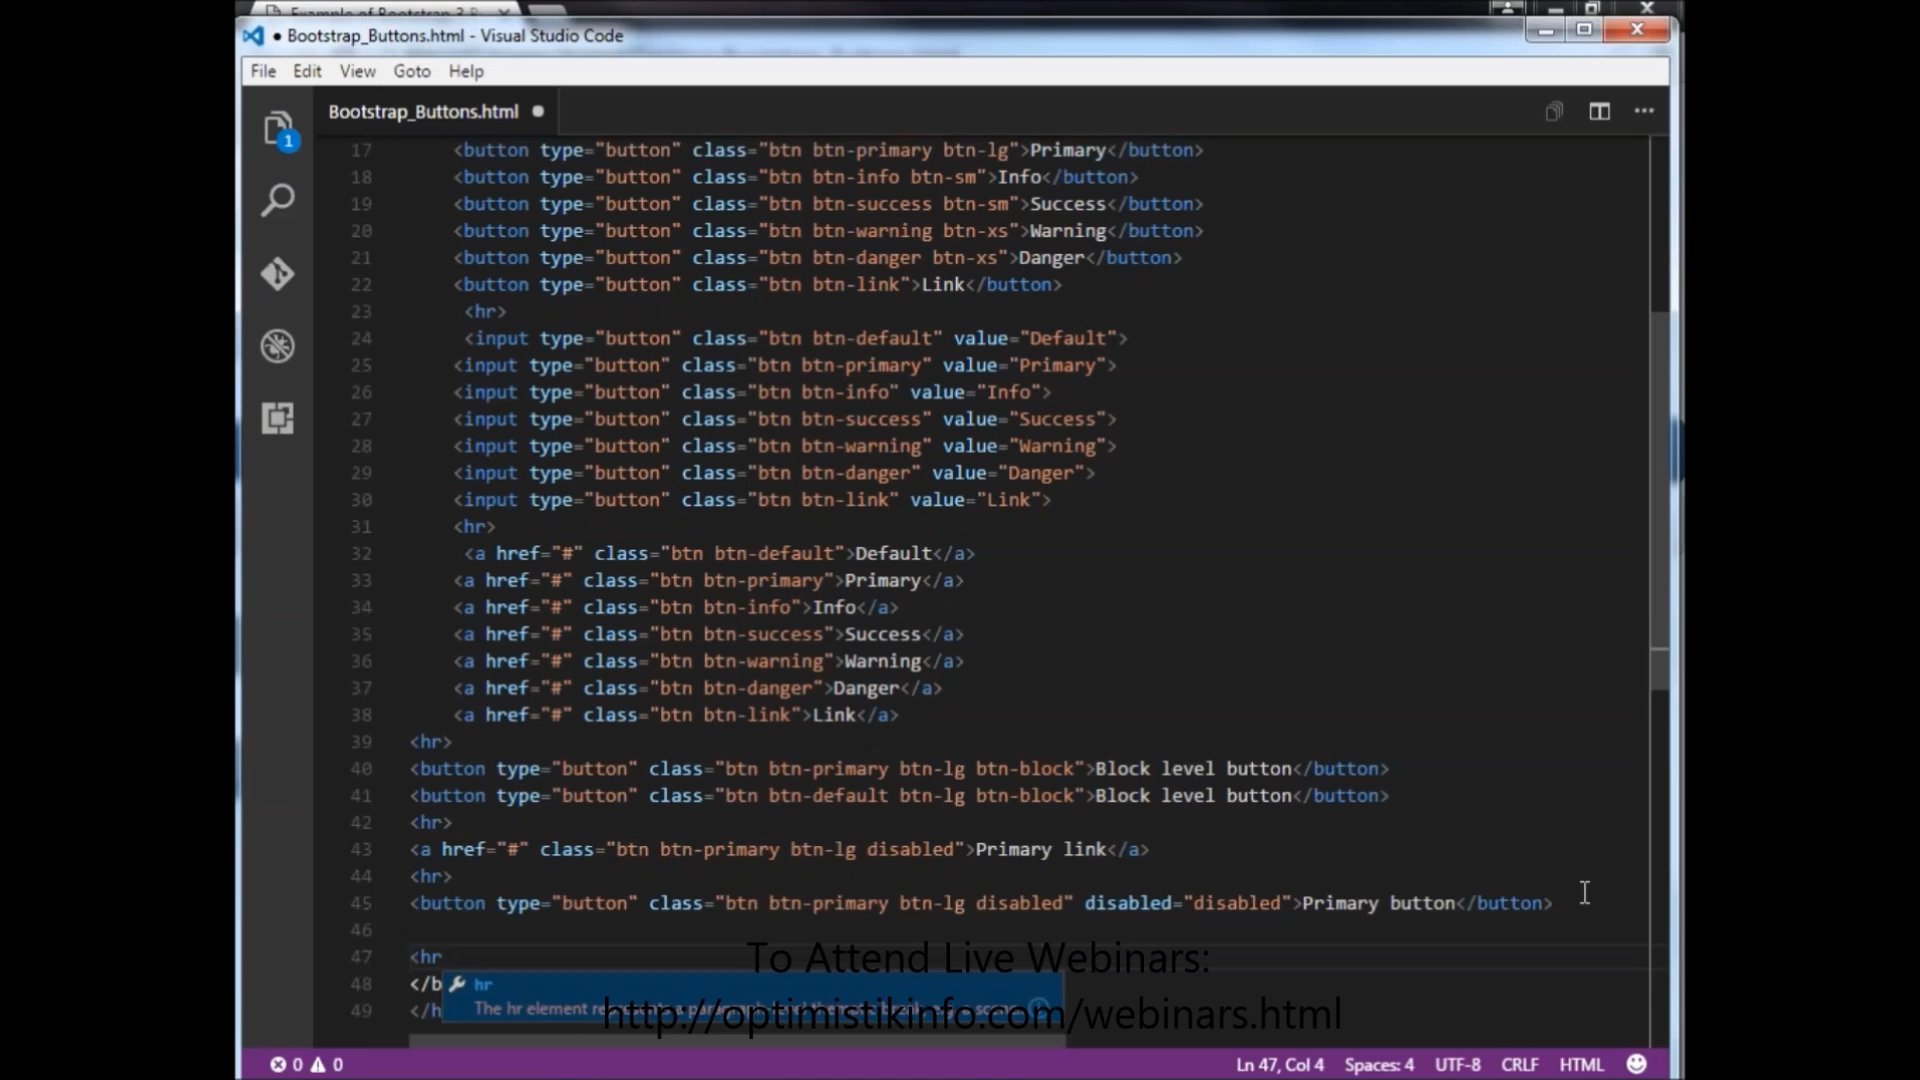 Example of Bootstrap 3
Bootstrap_Buttons.html - Visual Studio Code
File Edit View Goto Help
Bootstrap_Buttons.html
1
17 <button type="button" class="btn btn-primary btn-lg">Primary</button>
18 <button type="button" class="btn btn-info btn-sm">Info</button>
19 <button type="button" class="btn btn-success btn-sm">Success</button>
20 <button type="button" class="btn btn-warning btn-xs">Warning</button>
21 <button type="button" class="btn btn-danger btn-xs">Danger</button>
22 <button type="button" class="btn btn-link">Link</button>
23 <hr>
24 <input type="button" class="btn btn-default" value="Default">
25 <input type="button" class="btn btn-primary" value="Primary">
26 <input type="button" class="btn btn-info" value="Info">
27 <input type="button" class="btn btn-success" value="Success">
28 <input type="button" class="btn btn-warning" value="Warning">
29 <input type="button" class="btn btn-danger" value="Danger">
30 <input type="button" class="btn btn-link" value="Link">
31 <hr>
32 <a href="#" class="btn btn-default">Default</a>
33 <a href="#" class="btn btn-primary">Primary</a>
34 <a href="#" class="btn btn-info">Info</a>
35 <a href="#" class="btn btn-success">Success</a>
36 <a href="#" class="btn btn-warning">Warning</a>
37 <a href="#" class="btn btn-danger">Danger</a>
38 <a href="#" class="btn btn-link">Link</a>
39 <hr>
40 <button type="button" class="btn btn-primary btn-lg btn-block">Block level button</button>
41 <button type="button" class="btn btn-default btn-lg btn-block">Block level button</button>
42 <hr>
43 <a href="#" class="btn btn-primary btn-lg disabled">Primary link</a>
44 <hr>
45 <button type="button" class="btn btn-primary btn-lg disabled" disabled="disabled">Primary button</button>
46
47 <hr
To Attend Live Webinars:
48 </b
hr
49 </h
The hr element represents a paragraph-level thematic break, e.g. a scene
http://optimistikinfo.com/webinars.html
0 0 Ln 47, Col 4 Spaces: 4 UTF-8 CRLF HTML